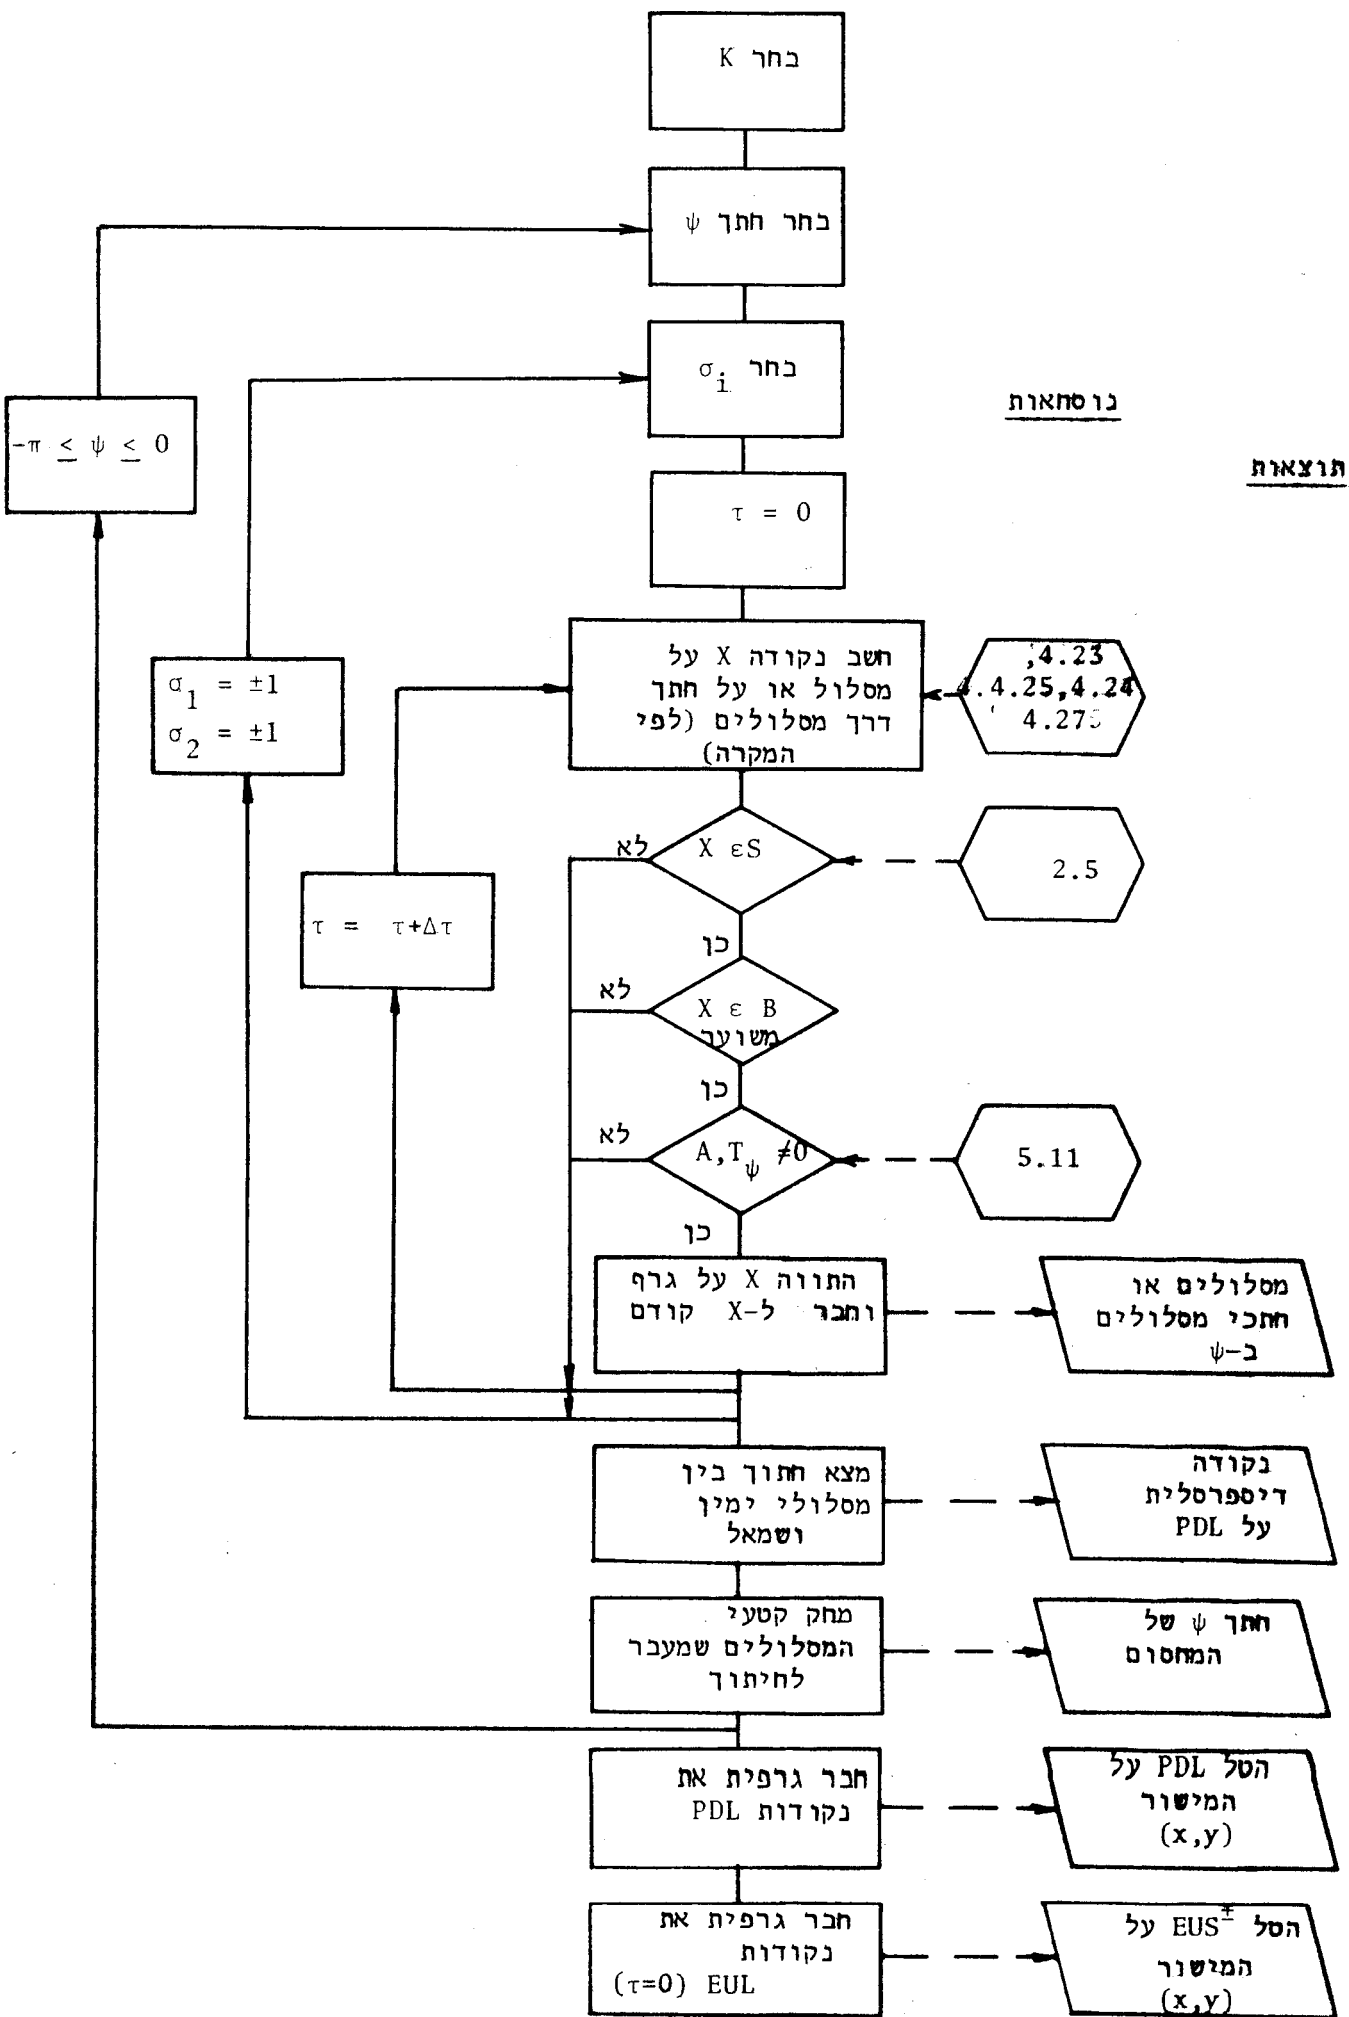 בחר K
בחר חתך ψ
בחר σi
-π ≤ ψ ≤ 0
נוסחאות
תוצאות
τ = 0
חשב נקודה X על
מסלול או על חתך
דרך מסלולים (לפי
המקרה)
,4.23
4.25,4.24
4.27
σ1 = ±1
σ2 = ±1
X εS
לא
2.5
τ = τ+Δτ
כן
X ε B
משוער
לא
כן
A,Tψ ≠0
לא
5.11
כן
התווה X על גרף
וחבר ל-X קודם
מסלולים או
חתכי מסלולים
ב-ψ
מצא חתוך בין
מסלולי ימין
ושמאל
נקודה
דיספרסלית
על PDL
מחק קטעי
המסלולים שמעבר
לחיתוך
חתך ψ של
המחסום
חבר גרפית את
נקודות PDL
הטל PDL על
המישור
(x,y)
חבר גרפית את
נקודות
EUL (τ=0)
הטל EUS∓ על
המישור
(x,y)